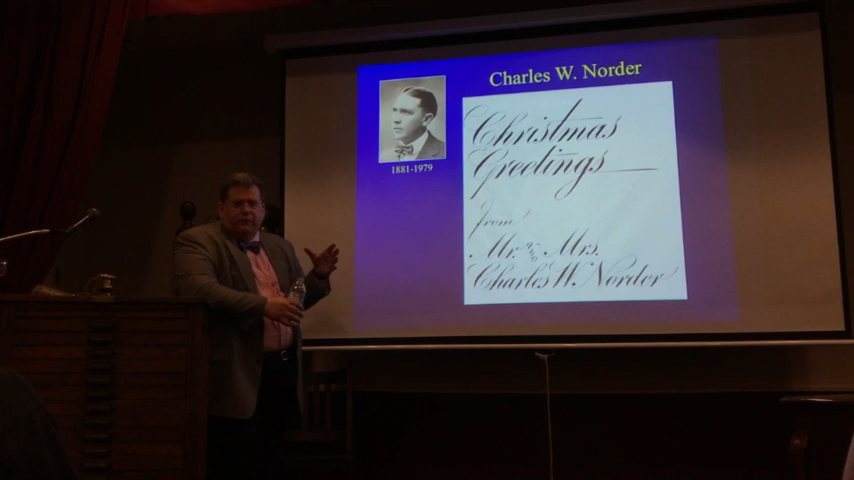 Charles W. Norder
1881-1979
Christmas
Greetings
from
Mr. and Mrs.
Charles W. Norder